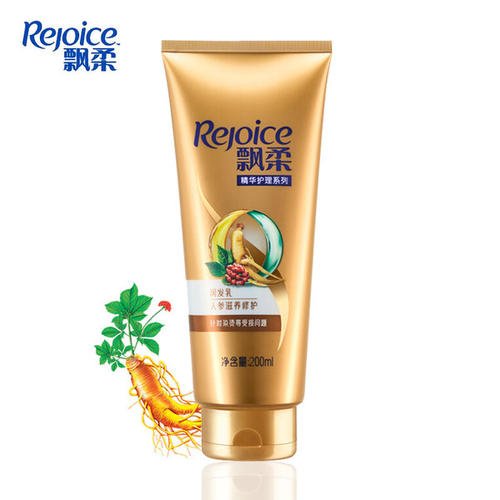 Rejoice
飘柔
Rejoice
飘柔
精华护理系列
润发乳
人参滋养修护
针对染烫等受损问题
净含量:200ml